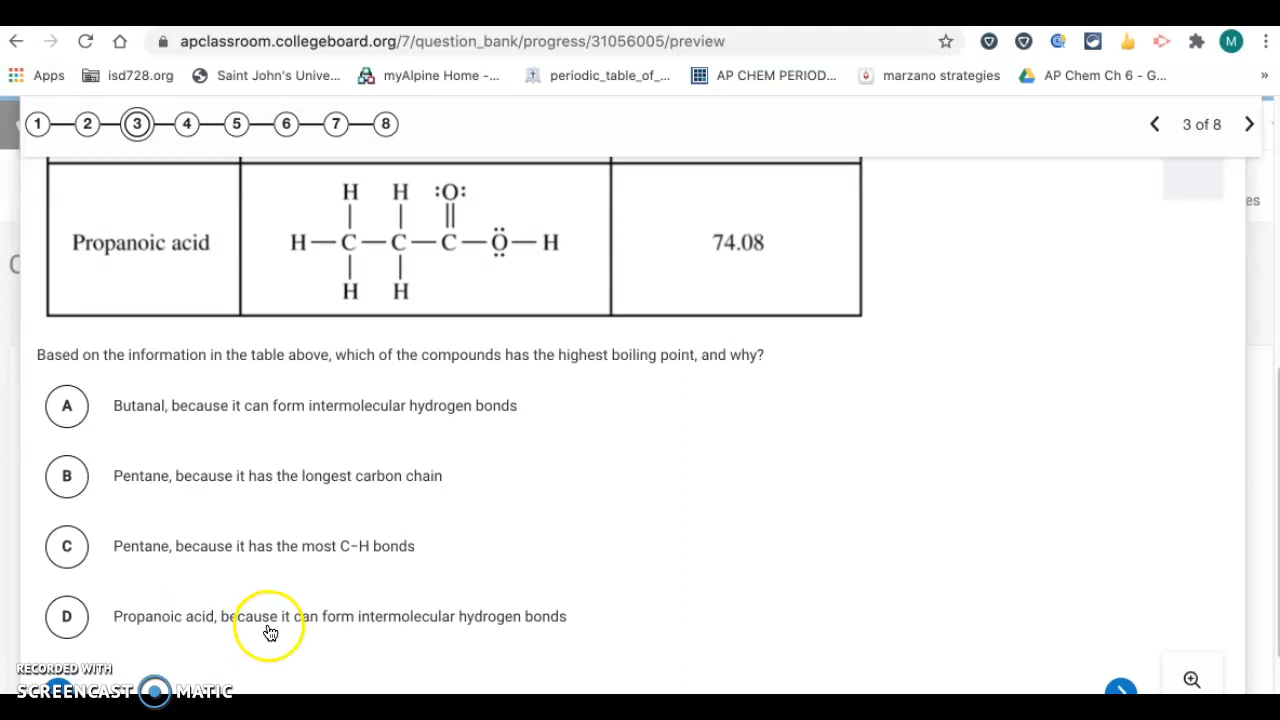 apclassroom.collegeboard.org/7/question_bank/progress/31056005/preview
M
Apps isd728.org Saint John's Unive... myAlpine Home -... periodic_table_of_... AP CHEM PERIOD... marzano strategies AP Chem Ch 6 - G... »
1 2 3 4 5 6 7 8 3 of 8
es
H H :O:
Propanoic acid H—C—C—C—O—H 74.08
H H
Based on the information in the table above, which of the compounds has the highest boiling point, and why?
A Butanal, because it can form intermolecular hydrogen bonds
B Pentane, because it has the longest carbon chain
C Pentane, because it has the most C–H bonds
D Propanoic acid, because it can form intermolecular hydrogen bonds
RECORDED WITH
SCREENCAST MATIC